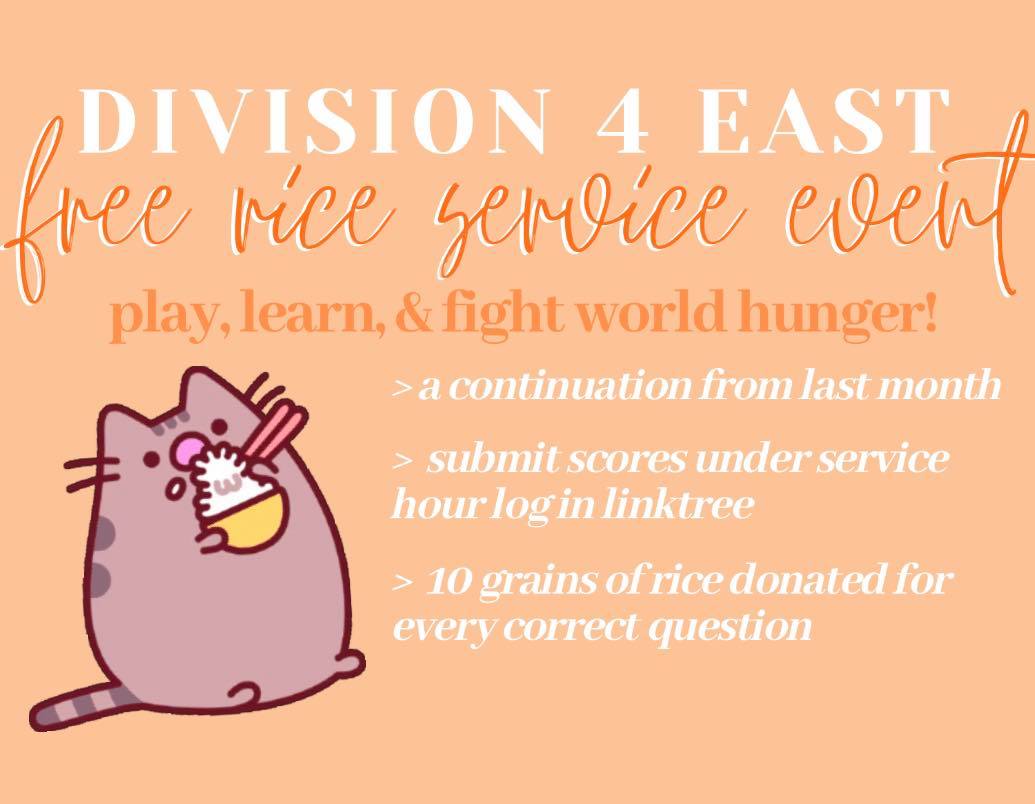 DIVISION 4 EAST
free rice service event
play, learn, & fight world hunger!
> a continuation from last month
> submit scores under service
hour log in linktree
> 10 grains of rice donated for
every correct question